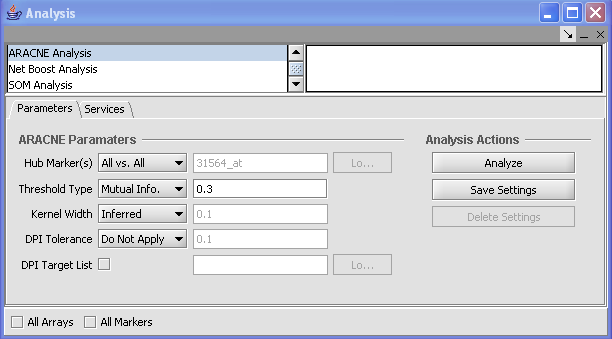 Analysis
ARACNE Analysis
Net Boost Analysis
SOM Analysis
Parameters Services
ARACNE Paramaters
Hub Marker(s) All vs. All 31564_at Lo...
Threshold Type Mutual Info. 0.3
Kernel Width Inferred 0.1
DPI Tolerance Do Not Apply 0.1
DPI Target List Lo...
Analysis Actions
Analyze
Save Settings
Delete Settings
All Arrays All Markers